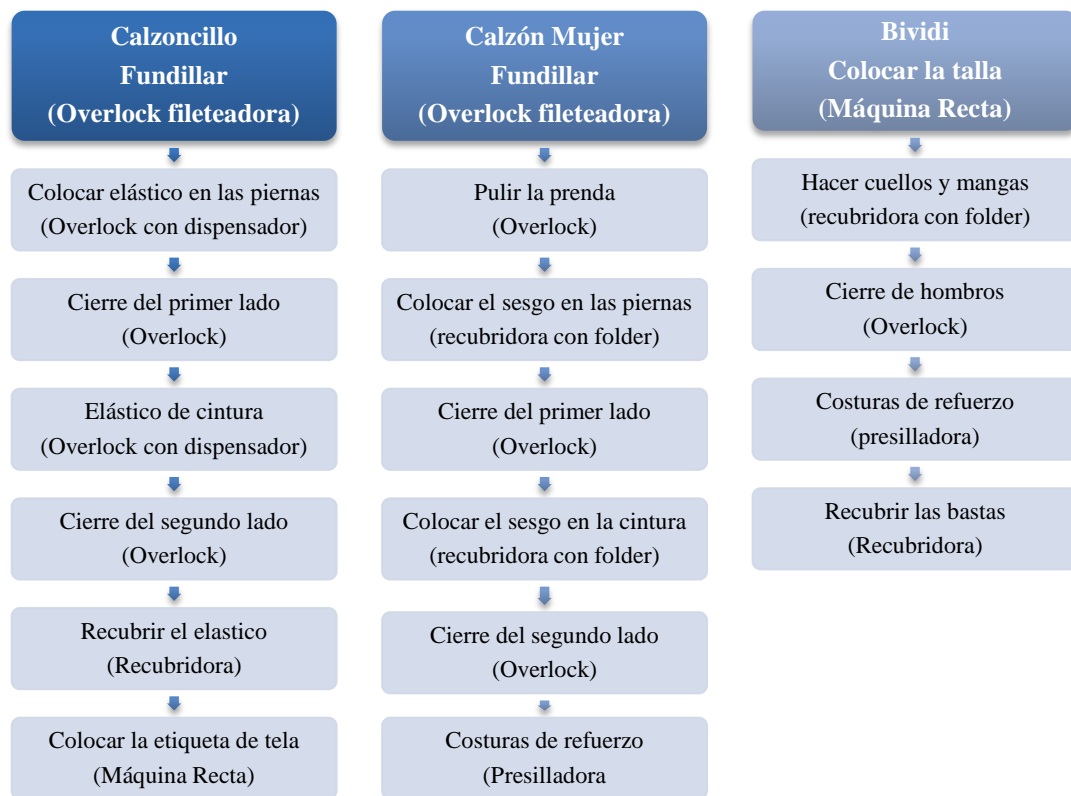 Calzoncillo
Fundillar
(Overlock fileteadora)
Colocar elástico en las piernas
(Overlock con dispensador)
Cierre del primer lado
(Overlock)
Elástico de cintura
(Overlock con dispensador)
Cierre del segundo lado
(Overlock)
Recubrir el elastico
(Recubridora)
Colocar la etiqueta de tela
(Máquina Recta)
Calzón Mujer
Fundillar
(Overlock fileteadora)
Pulir la prenda
(Overlock)
Colocar el sesgo en las piernas
(recubridora con folder)
Cierre del primer lado
(Overlock)
Colocar el sesgo en la cintura
(recubridora con folder)
Cierre del segundo lado
(Overlock)
Costuras de refuerzo
(Presilladora
Bividi
Colocar la talla
(Máquina Recta)
Hacer cuellos y mangas
(recubridora con folder)
Cierre de hombros
(Overlock)
Costuras de refuerzo
(presilladora)
Recubrir las bastas
(Recubridora)